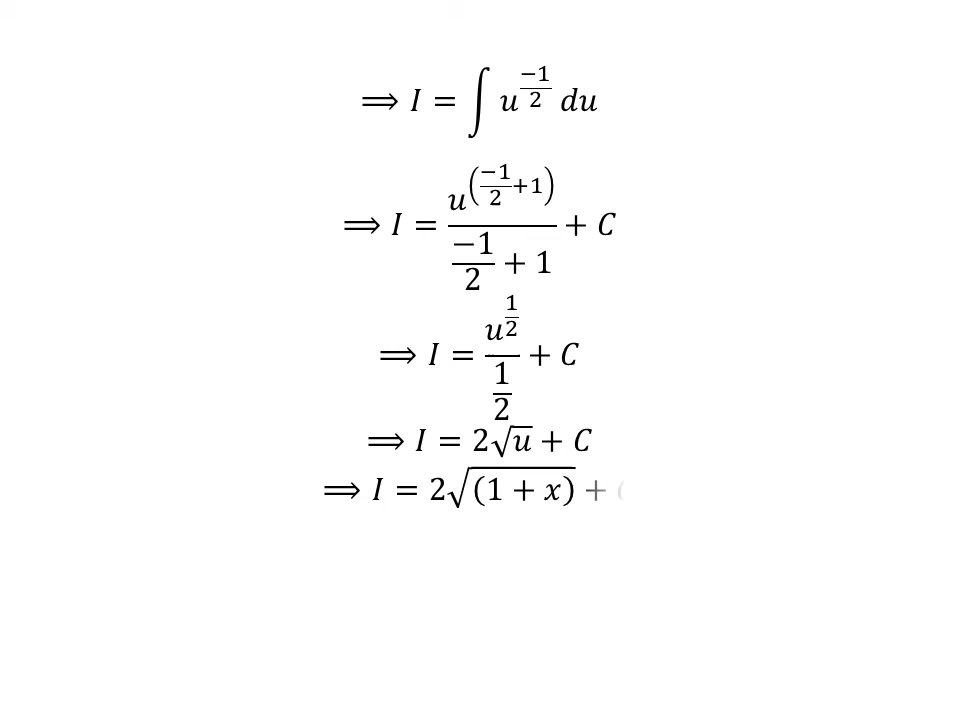 ⟹ I = ∫ u^(-1/2) du
⟹ I = u^((-1/2)+1) / ((-1/2)+1) + C
⟹ I = u^(1/2) / (1/2) + C
⟹ I = 2√u + C
⟹ I = 2√(1 + x) +